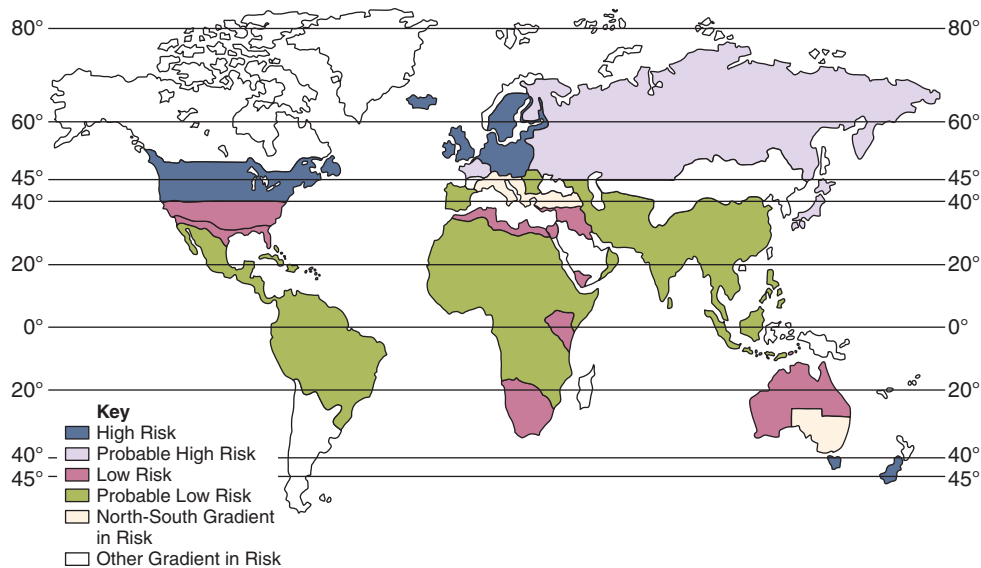 80° 80°
60° 60°
45° 45°
40° 40°
20° 20°
0° 0°
20° 20°
Key
High Risk
Probable High Risk
40° 40°
Low Risk
45° 45°
Probable Low Risk
North-South Gradient
in Risk
Other Gradient in Risk